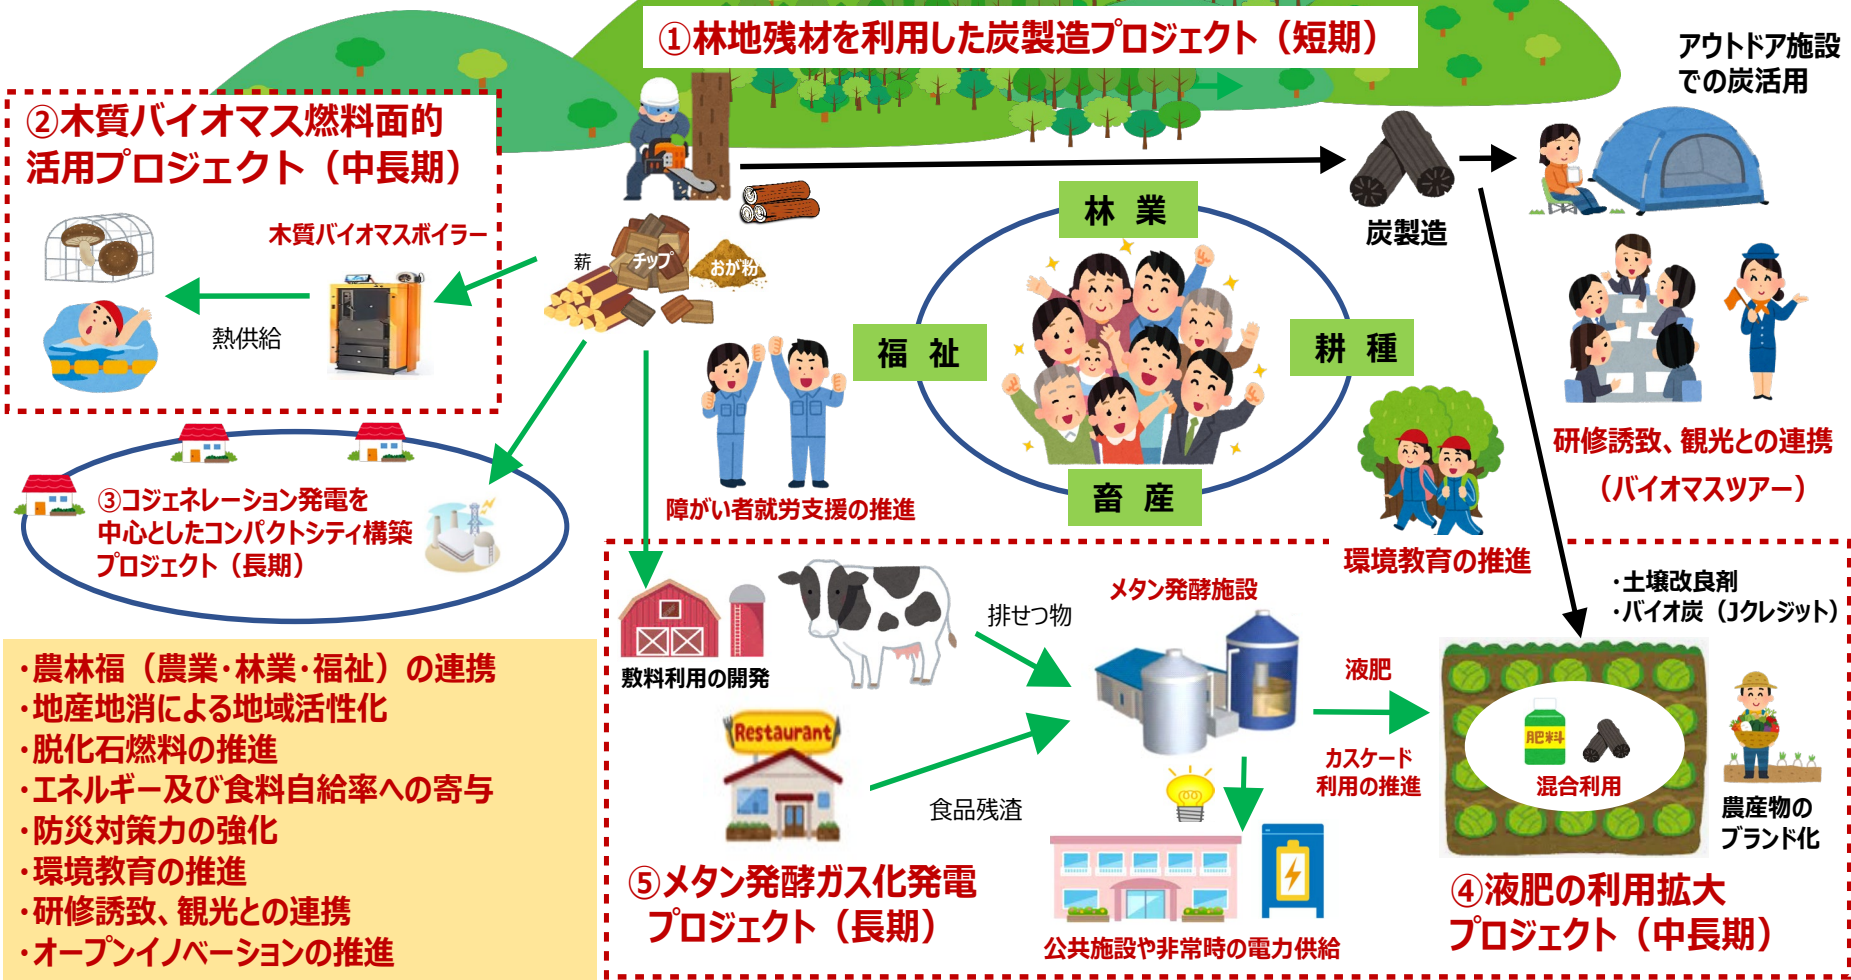 ①林地残材を利用した炭製造プロジェクト（短期）
アウトドア施設
での炭活用
②木質バイオマス燃料面的
活用プロジェクト（中長期）
木質バイオマスボイラー
熱供給
薪
チップ
おが粉
炭製造
林 業
福 祉
耕 種
畜 産
研修誘致、観光との連携
（バイオマスツアー）
障がい者就労支援の推進
環境教育の推進
③コジェネレーション発電を
中心としたコンパクトシティ構築
プロジェクト（長期）
・農林福（農業・林業・福祉）の連携
・地産地消による地域活性化
・脱化石燃料の推進
・エネルギー及び食料自給率への寄与
・防災対策力の強化
・環境教育の推進
・研修誘致、観光との連携
・オープンイノベーションの推進
敷料利用の開発
排せつ物
メタン発酵施設
Restaurant
食品残渣
液肥
カスケード
利用の推進
・土壌改良剤
・バイオ炭（Jクレジット）
肥料
混合利用
農産物の
ブランド化
⑤メタン発酵ガス化発電
プロジェクト（長期）
公共施設や非常時の電力供給
④液肥の利用拡大
プロジェクト（中長期）